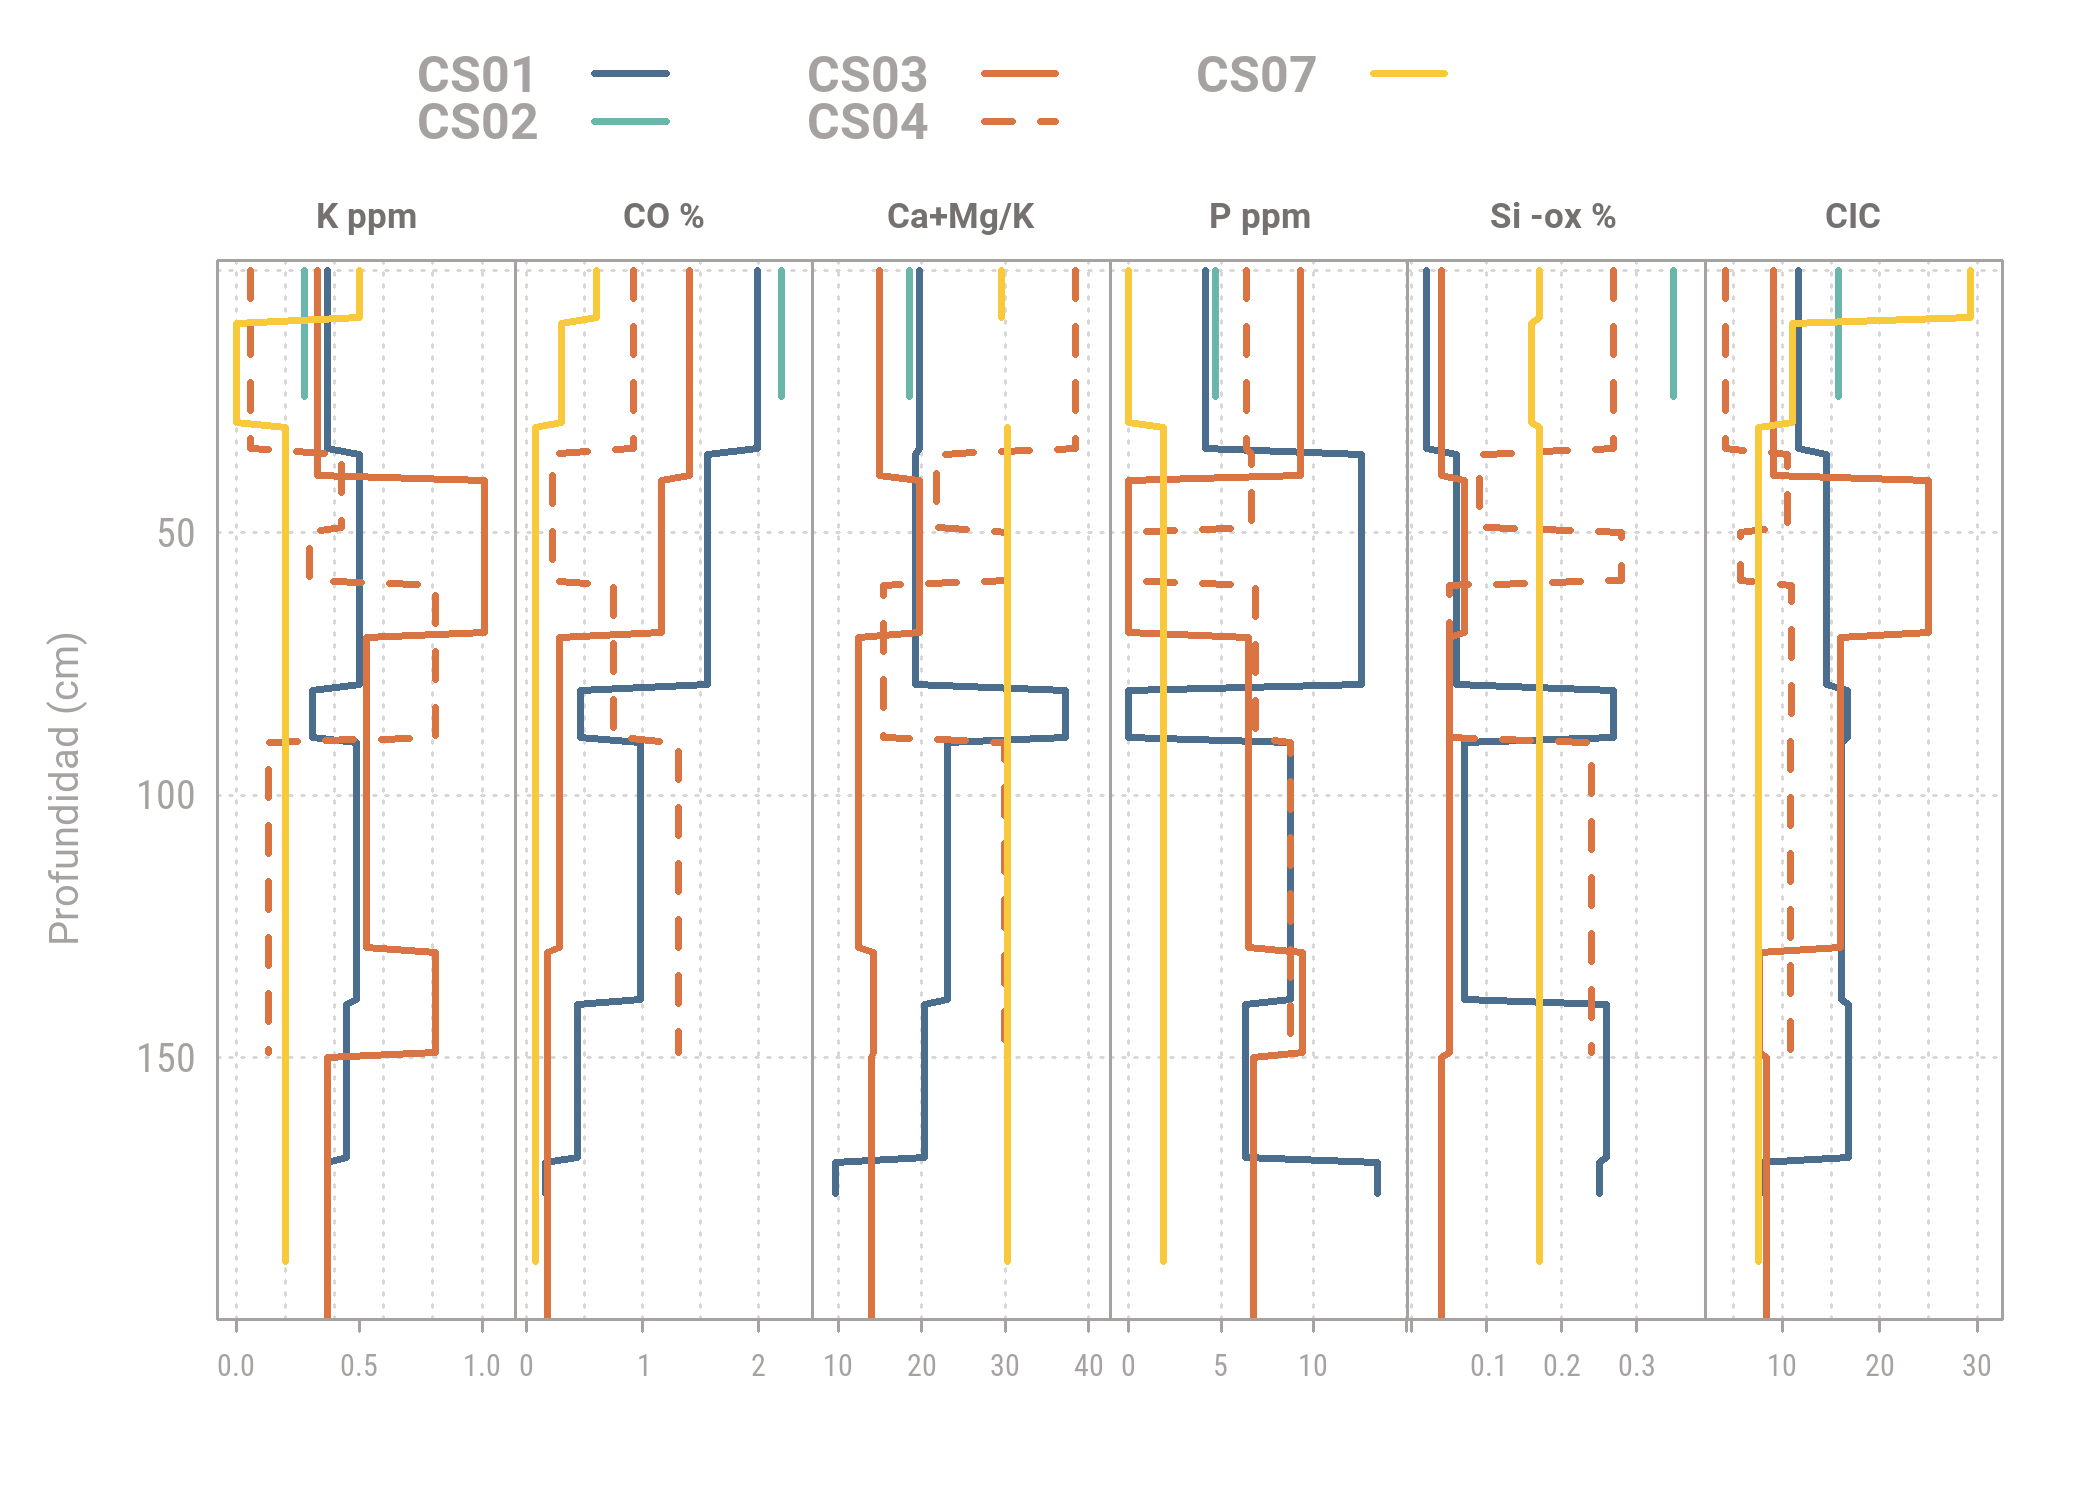 CS01 CS03 CS07
CS02 CS04
K ppm CO % Ca+Mg/K P ppm Si -ox % CIC
Profundidad (cm)
50
100
150
0.0 0.5 1.0 0 1 2 10 20 30 40 0 5 10 0.1 0.2 0.3 10 20 30